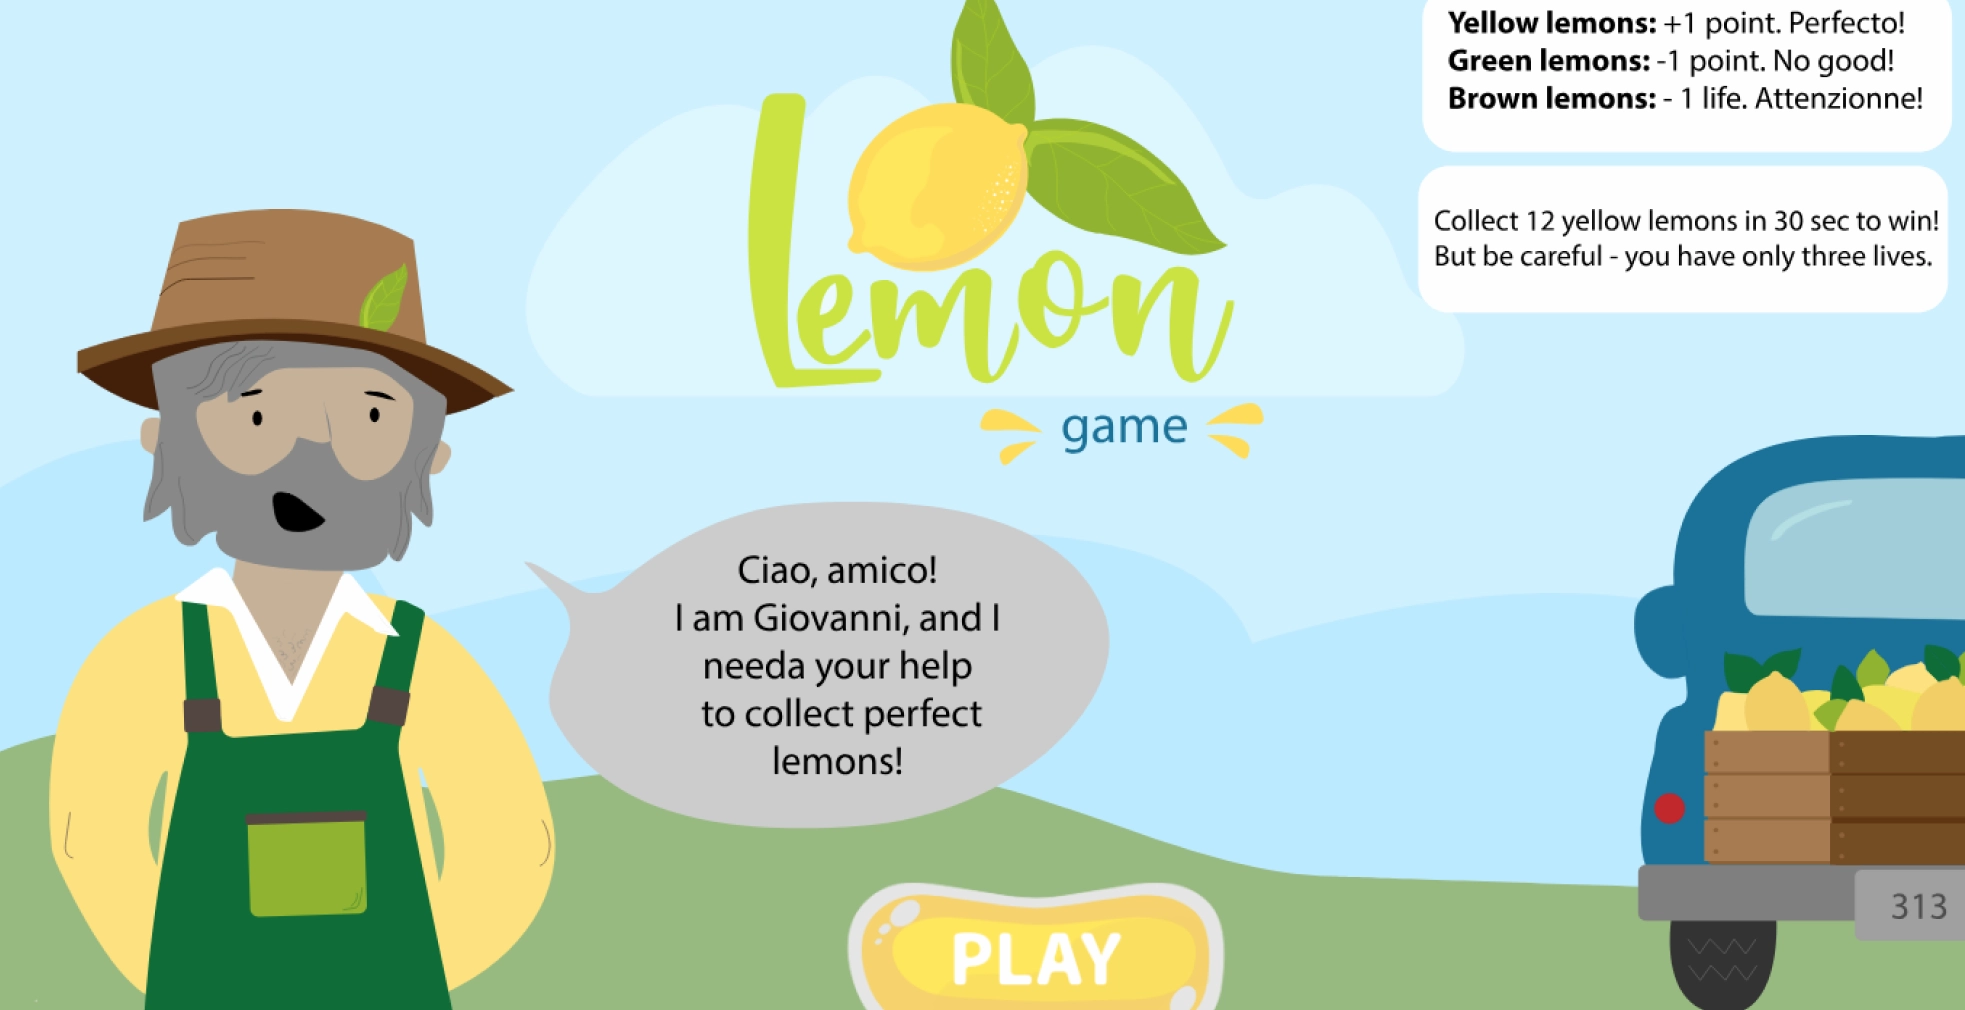 Yellow lemons: +1 point. Perfecto!
Green lemons: -1 point. No good!
Brown lemons: - 1 life. Attenzionne!
Collect 12 yellow lemons in 30 sec to win!
But be careful - you have only three lives.
Lemon
game
Ciao, amico!
I am Giovanni, and I
needa your help
to collect perfect
lemons!
313
PLAY